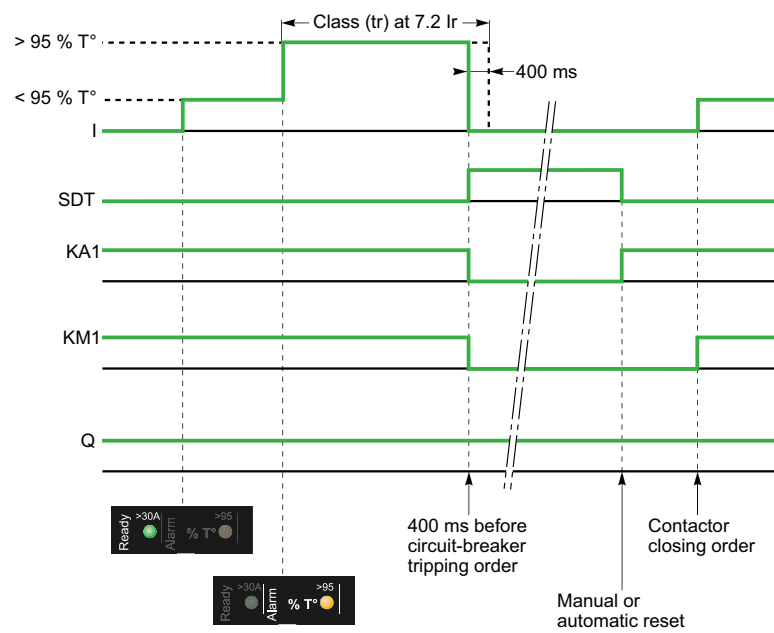 Class (tr) at 7.2 Ir
> 95 % T°
400 ms
< 95 % T°
I
SDT
KA1
KM1
Q
Ready
>30A
Alarm
% T°
>95
400 ms before
circuit-breaker
tripping order
Contactor
closing order
Ready
>30A
Alarm
% T°
>95
Manual or
automatic reset